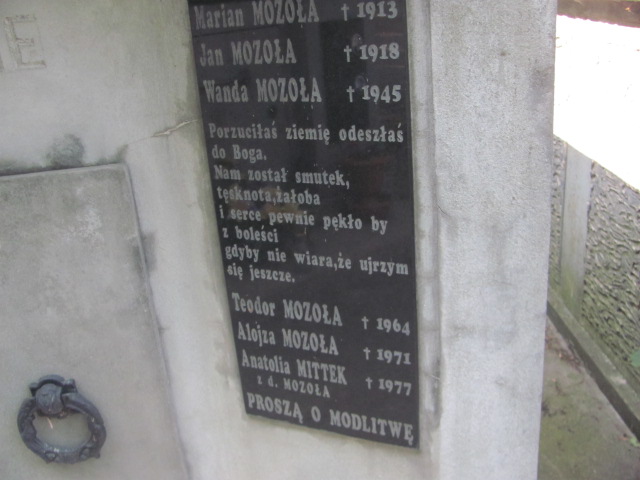 Marian MOZOŁA † 1913
Jan MOZOŁA † 1918
Wanda MOZOŁA † 1945
Porzuciłaś ziemię odeszłaś
do Boga.
Nam został smutek,
tęsknota,żałoba
i serce pewnie pękło by
z boleści
gdyby nie wiara,że ujrzym
się jeszcze.
Teodor MOZOŁA † 1964
Alojza MOZOŁA † 1971
Anatolia MITTEK † 1977
z d. MOZOŁA
PROSZĄ O MODLITWĘ